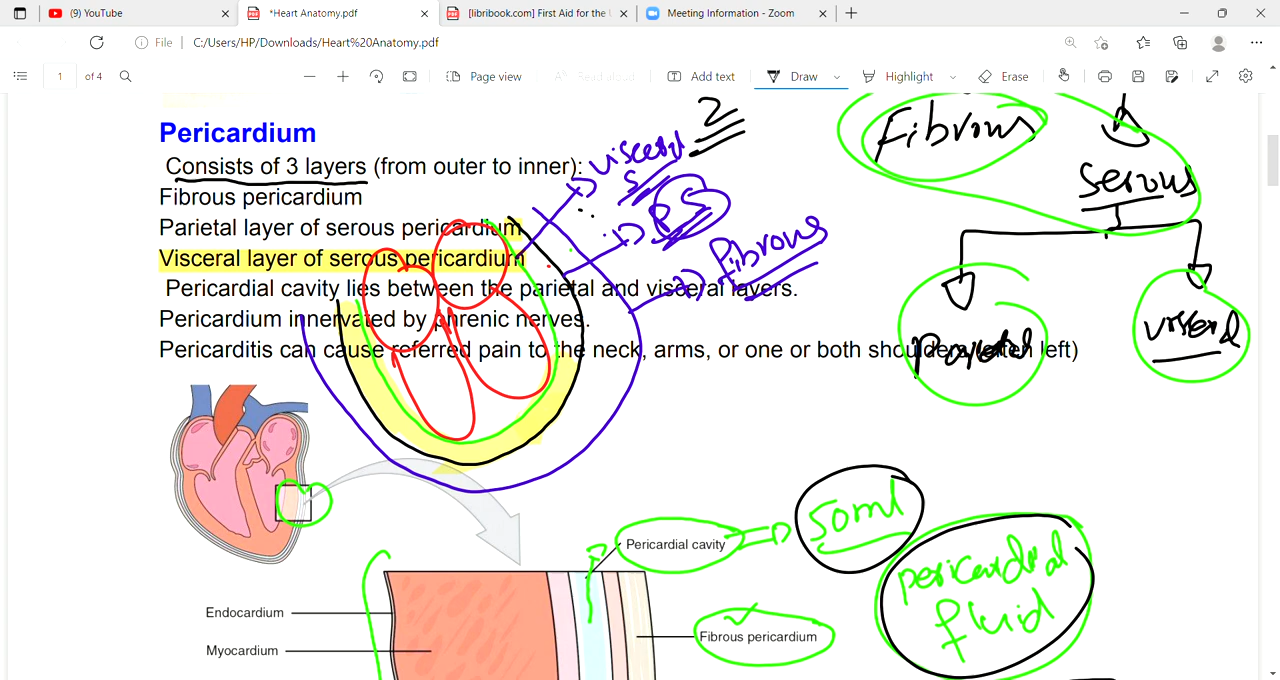 (9) YouTube
*Heart Anatomy.pdf
[libribook.com] First Aid for the
Meeting Information - Zoom
File
C:/Users/HP/Downloads/Heart%20Anatomy.pdf
1 of 4
Page view
Read aloud
Add text
Draw
Highlight
Erase
Pericardium
Consists of 3 layers (from outer to inner):
Fibrous pericardium
Parietal layer of serous pericardium
Visceral layer of serous pericardium
Pericardial cavity lies between the parietal and visceral layers.
Pericardium innervated by phrenic nerves.
Pericarditis can cause referred pain to the neck, arms, or one or both shoulders (often left)
2
visceral
S
PS
fibrous
Fibrous
serous
parietal
visceral
Pericardial cavity
50ml
pericardial
fluid
Endocardium
Fibrous pericardium
Myocardium